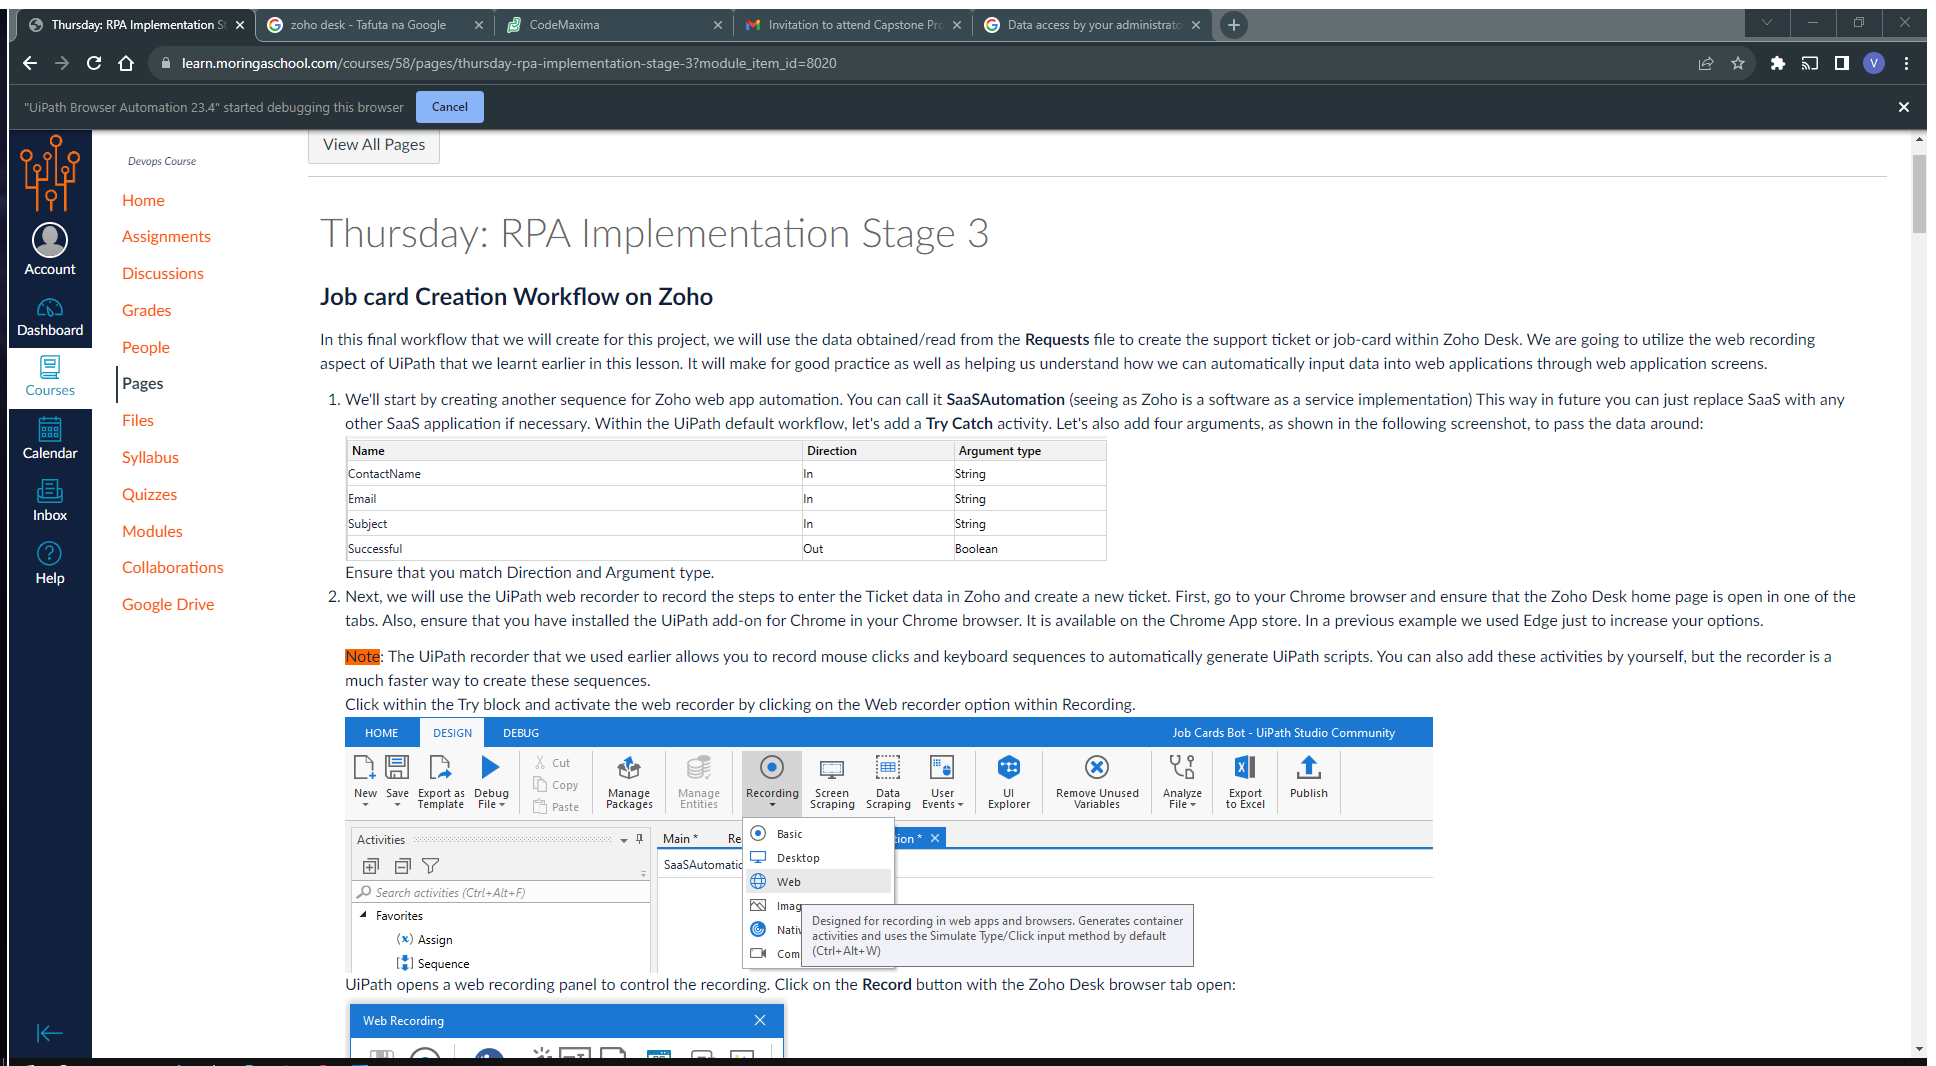 Thursday: RPA Implementation S
zoho desk - Tafuta na Google
CodeMaxima
Invitation to attend Capstone Pro
Data access by your administrato
learn.moringaschool.com/courses/58/pages/thursday-rpa-implementation-stage-3?module_item_id=8020
V
"UiPath Browser Automation 23.4" started debugging this browser
Cancel
Account
Dashboard
Courses
Calendar
Inbox
Help
Devops Course
Home
Assignments
Discussions
Grades
People
Pages
Files
Syllabus
Quizzes
Modules
Collaborations
Google Drive
View All Pages
Thursday: RPA Implementation Stage 3
Job card Creation Workflow on Zoho
In this final workflow that we will create for this project, we will use the data obtained/read from the Requests file to create the support ticket or job-card within Zoho Desk. We are going to utilize the web recording
aspect of UiPath that we learnt earlier in this lesson. It will make for good practice as well as helping us understand how we can automatically input data into web applications through web application screens.
1. We'll start by creating another sequence for Zoho web app automation. You can call it SaaSAutomation (seeing as Zoho is a software as a service implementation) This way in future you can just replace SaaS with any
other SaaS application if necessary. Within the UiPath default workflow, let's add a Try Catch activity. Let's also add four arguments, as shown in the following screenshot, to pass the data around:
Name Direction Argument type
ContactName In String
Email In String
Subject In String
Successful Out Boolean
Ensure that you match Direction and Argument type.
2. Next, we will use the UiPath web recorder to record the steps to enter the Ticket data in Zoho and create a new ticket. First, go to your Chrome browser and ensure that the Zoho Desk home page is open in one of the
tabs. Also, ensure that you have installed the UiPath add-on for Chrome in your Chrome browser. It is available on the Chrome App store. In a previous example we used Edge just to increase your options.
Note: The UiPath recorder that we used earlier allows you to record mouse clicks and keyboard sequences to automatically generate UiPath scripts. You can also add these activities by yourself, but the recorder is a
much faster way to create these sequences.
Click within the Try block and activate the web recorder by clicking on the Web recorder option within Recording.
HOME DESIGN DEBUG Job Cards Bot - UiPath Studio Community
New
Save
Export as
Template
Debug
File
Cut
Copy
Paste
Manage
Packages
Manage
Entities
Recording
Screen
Scraping
Data
Scraping
User
Events
UI
Explorer
Remove Unused
Variables
Analyze
File
Export
to Excel
Publish
Activities
Search activities (Ctrl+Alt+F)
Favorites
(x) Assign
Sequence
Main *
Re
ion *
SaaSAutomatic
Basic
Desktop
Web
Imag
Nativ
Com
Designed for recording in web apps and browsers. Generates container
activities and uses the Simulate Type/Click input method by default
(Ctrl+Alt+W)
UiPath opens a web recording panel to control the recording. Click on the Record button with the Zoho Desk browser tab open:
Web Recording